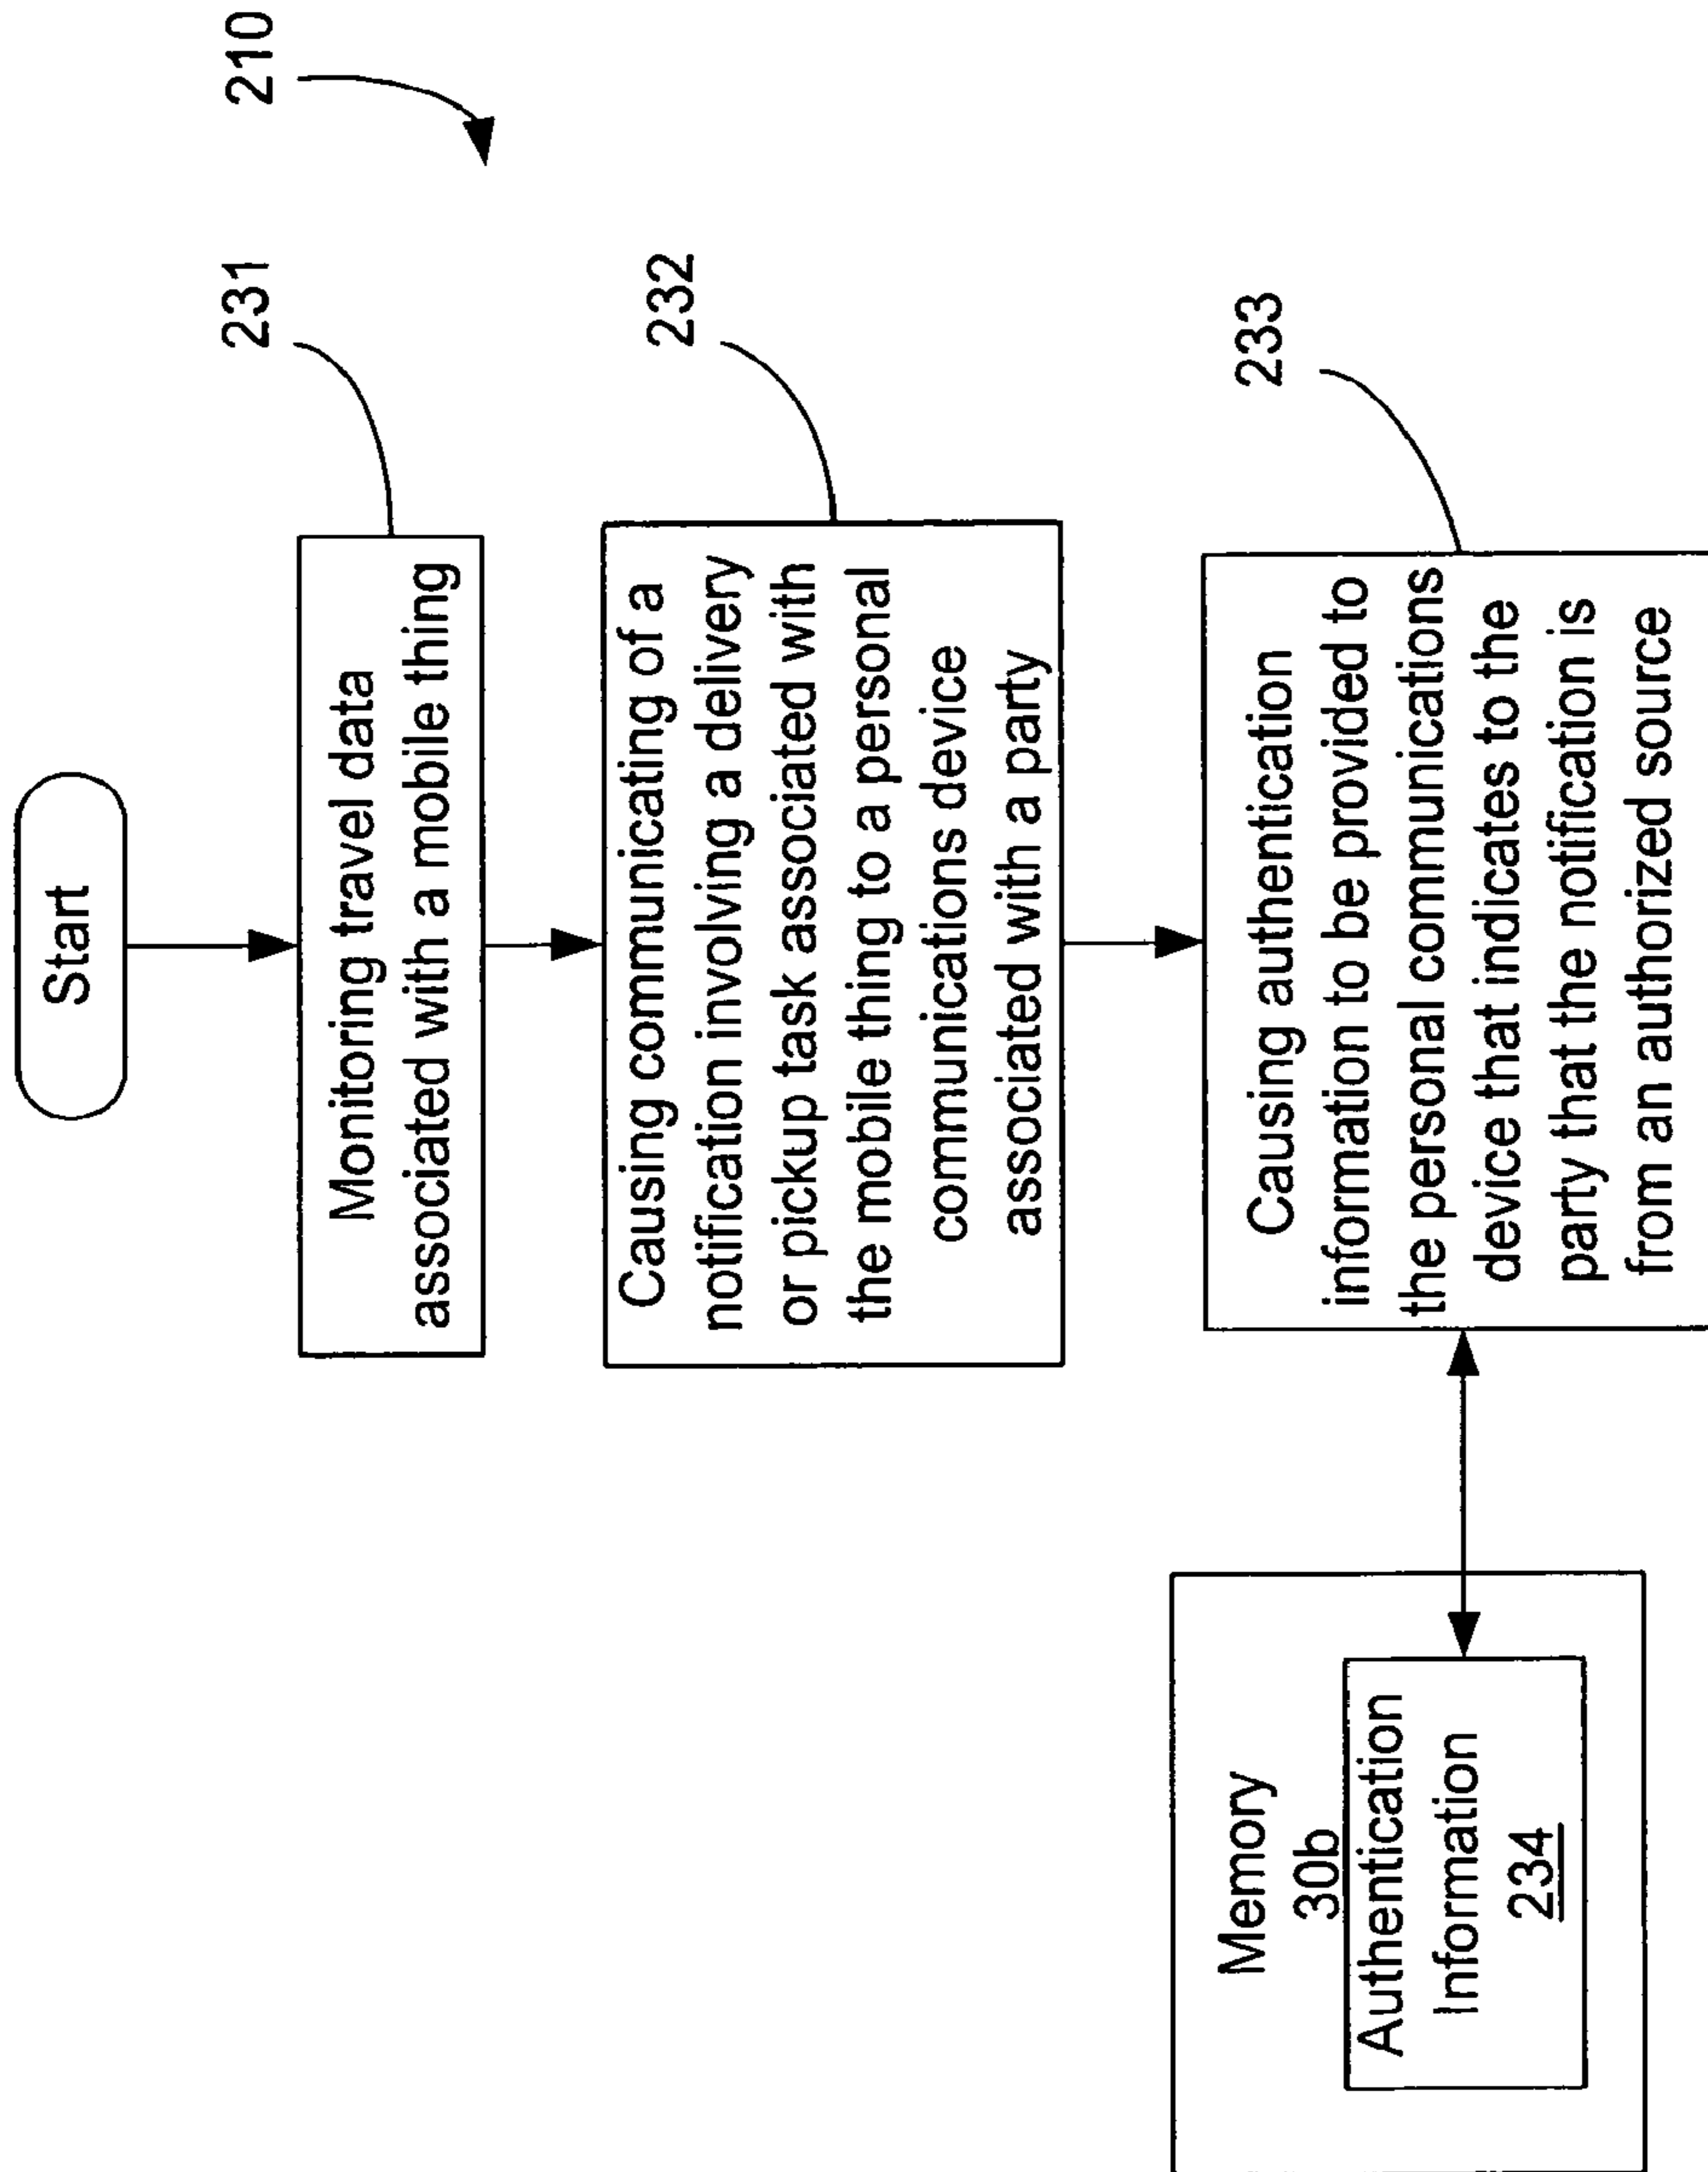 210
Start
231
Monitoring travel data
associated with a mobile thing
232
Causing communicating of a
notification involving a delivery
or pickup task associated with
the mobile thing to a personal
communications device
associated with a party
233
Causing authentication
information to be provided to
the personal communications
device that indicates to the
party that the notification is
from an authorized source
Memory
30b
Authentication
Information
234